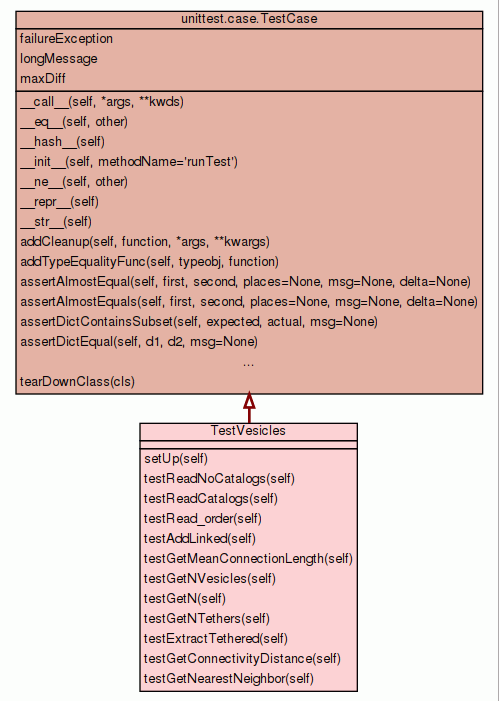 unittest.case.TestCase
failureException
longMessage
maxDiff
__call__(self, *args, **kwds)
__eq__(self, other)
__hash__(self)
__init__(self, methodName='runTest')
__ne__(self, other)
__repr__(self)
__str__(self)
addCleanup(self, function, *args, **kwargs)
addTypeEqualityFunc(self, typeobj, function)
assertAlmostEqual(self, first, second, places=None, msg=None, delta=None)
assertAlmostEquals(self, first, second, places=None, msg=None, delta=None)
assertDictContainsSubset(self, expected, actual, msg=None)
assertDictEqual(self, d1, d2, msg=None)
...
tearDownClass(cls)
TestVesicles
setUp(self)
testReadNoCatalogs(self)
testReadCatalogs(self)
testRead_order(self)
testAddLinked(self)
testGetMeanConnectionLength(self)
testGetNVesicles(self)
testGetN(self)
testGetNTethers(self)
testExtractTethered(self)
testGetConnectivityDistance(self)
testGetNearestNeighbor(self)